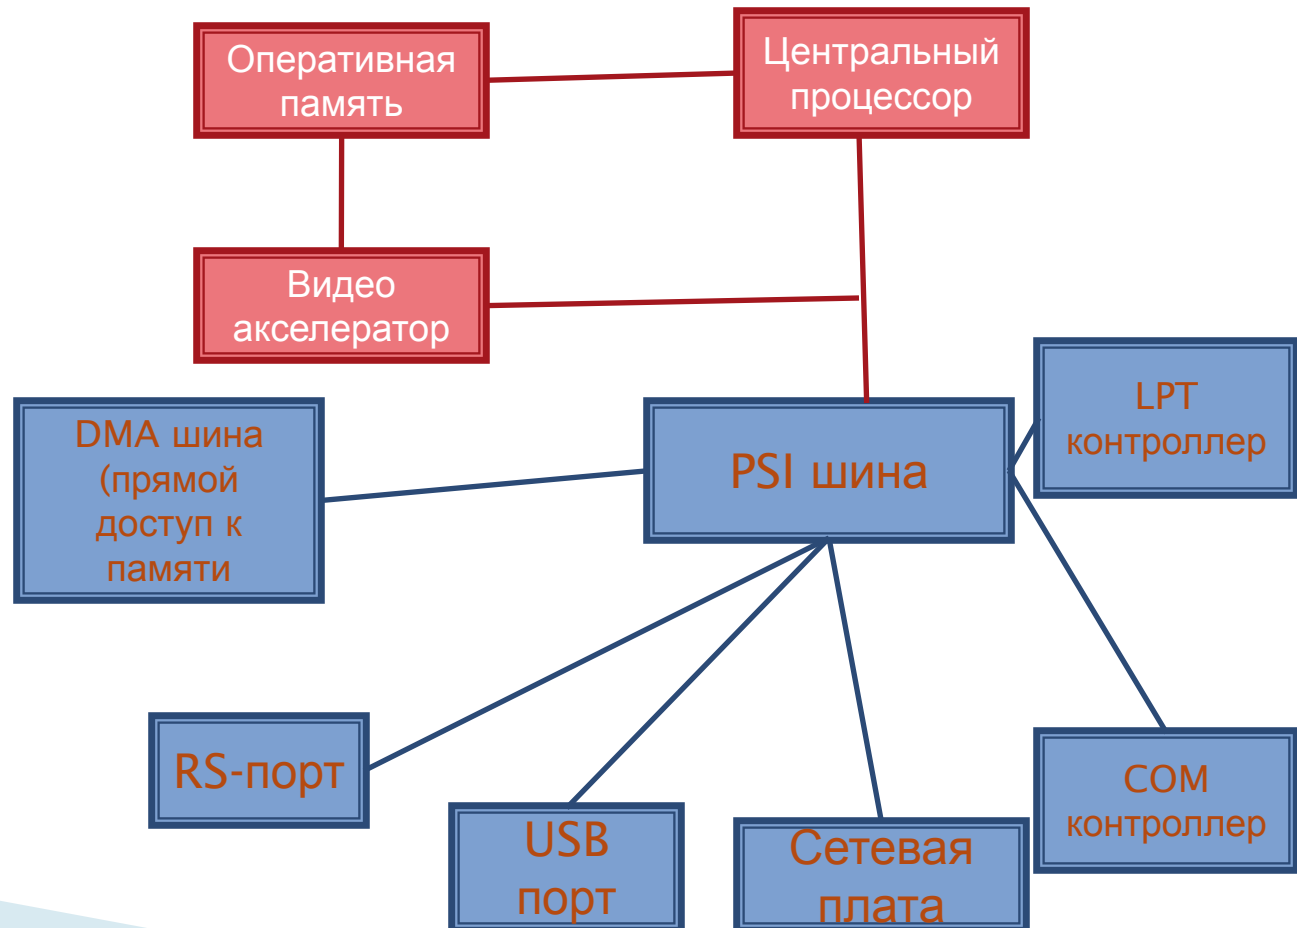 Оперативная
память
Центральный
процессор
Видео
акселератор
LPT
контроллер
DMA шина
(прямой
доступ к
памяти
PSI шина
RS-порт
USB
порт
Сетевая
плата
COM
контроллер